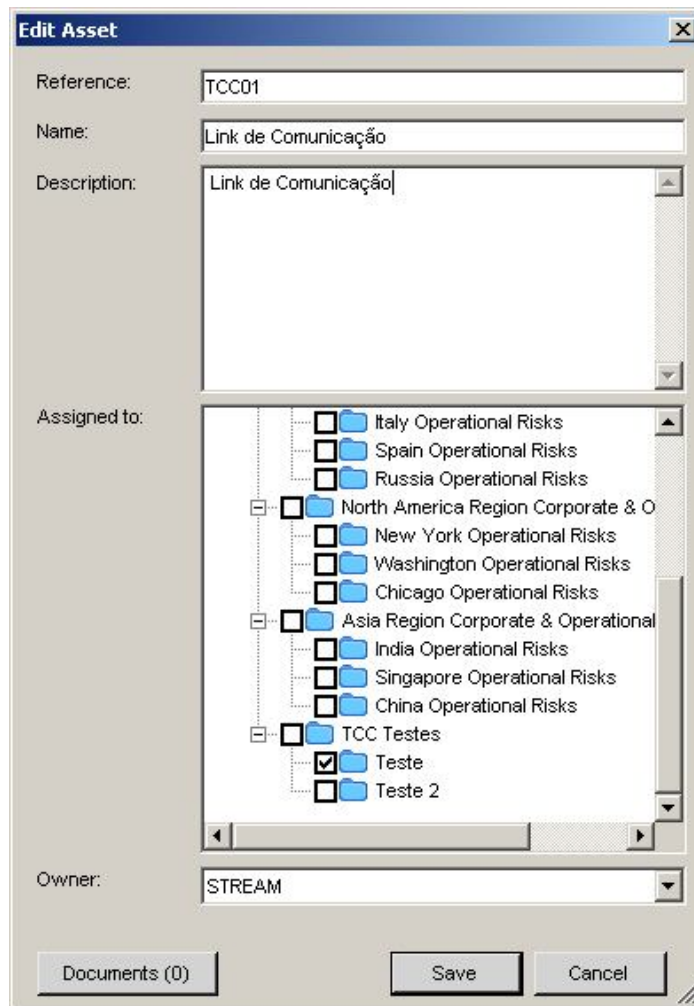 Edit Asset
Reference:
TCC01
Name:
Link de Comunicação
Description:
Link de Comunicação
Assigned to:
Italy Operational Risks
Spain Operational Risks
Russia Operational Risks
North America Region Corporate & O
New York Operational Risks
Washington Operational Risks
Chicago Operational Risks
Asia Region Corporate & Operational
India Operational Risks
Singapore Operational Risks
China Operational Risks
TCC Testes
Teste
Teste 2
Owner:
STREAM
Documents (0)
Save
Cancel